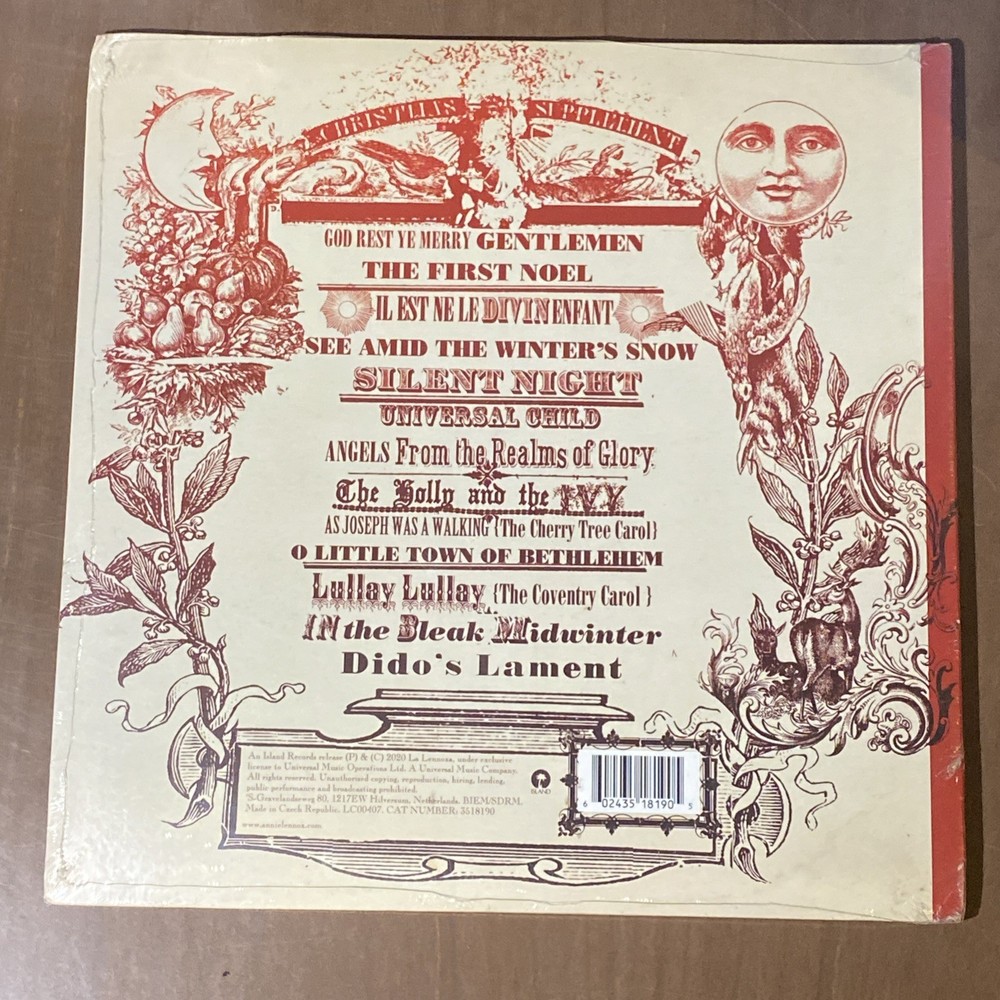 CHRISTMAS SUPPLEMENT
GOD REST YE MERRY GENTLEMEN
THE FIRST NOEL
IL EST NE LE DIVIN ENFANT
SEE AMID THE WINTER'S SNOW
SILENT NIGHT
UNIVERSAL CHILD
ANGELS From the Realms of Glory
The Holly and the IVY
AS JOSEPH WAS A WALKING {The Cherry Tree Carol}
O LITTLE TOWN OF BETHLEHEM
Lullay Lullay {The Coventry Carol }
IN the Bleak Midwinter
Dido's Lament
An Island Records release (P) & (C) 2020 La Lennoxa, under exclusive
license to Universal Music Operations Ltd. A Universal Music Company.
All rights reserved. Unauthorised copying, reproduction, hiring, lending,
public performance and broadcasting prohibited.
'S-Gravelandseweg 80, 1217EW Hilversum, Netherlands. BIEM/SDRM.
Made in Czech Republic. LC00407. CAT NUMBER: 3518190
www.annielennox.com
ISLAND
6 02435 18190 5